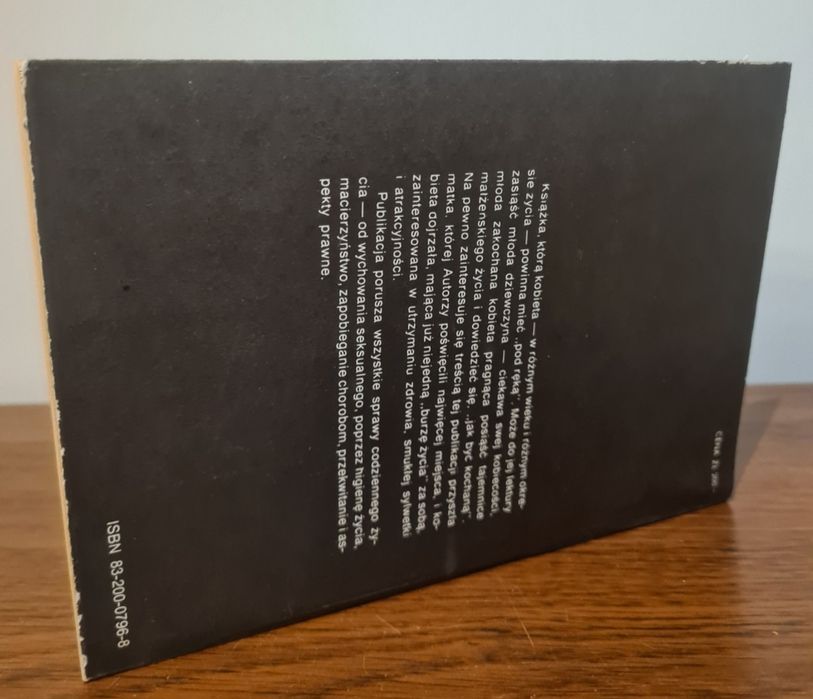 Książka, którą kobieta — w różnym wieku i różnym okre-
sie życia — powinna mieć „pod ręką". Może do jej lektury
zasiąść młoda dziewczyna — ciekawa swej kobiecości,
młoda zakochana kobieta pragnąca posiąść tajemnice
małżeńskiego życia i dowiedzieć się, „jak być kochaną".
Na pewno zainteresuje się treścią tej publikacji przyszła
matka, której Autorzy poświęcili najwięcej miejsca, i ko-
bieta dojrzała, mająca już niejedną „burzę życia" za sobą,
zainteresowana w utrzymaniu zdrowia, smukłej sylwetki
i atrakcyjności.
Publikacja porusza wszystkie sprawy codziennego ży-
cia — od wychowania seksualnego, poprzez higienę życia,
macierzyństwo, zapobieganie chorobom, przekwitanie i as-
pekty prawne.
CENA ZŁ
ISBN 83-200-0796-8